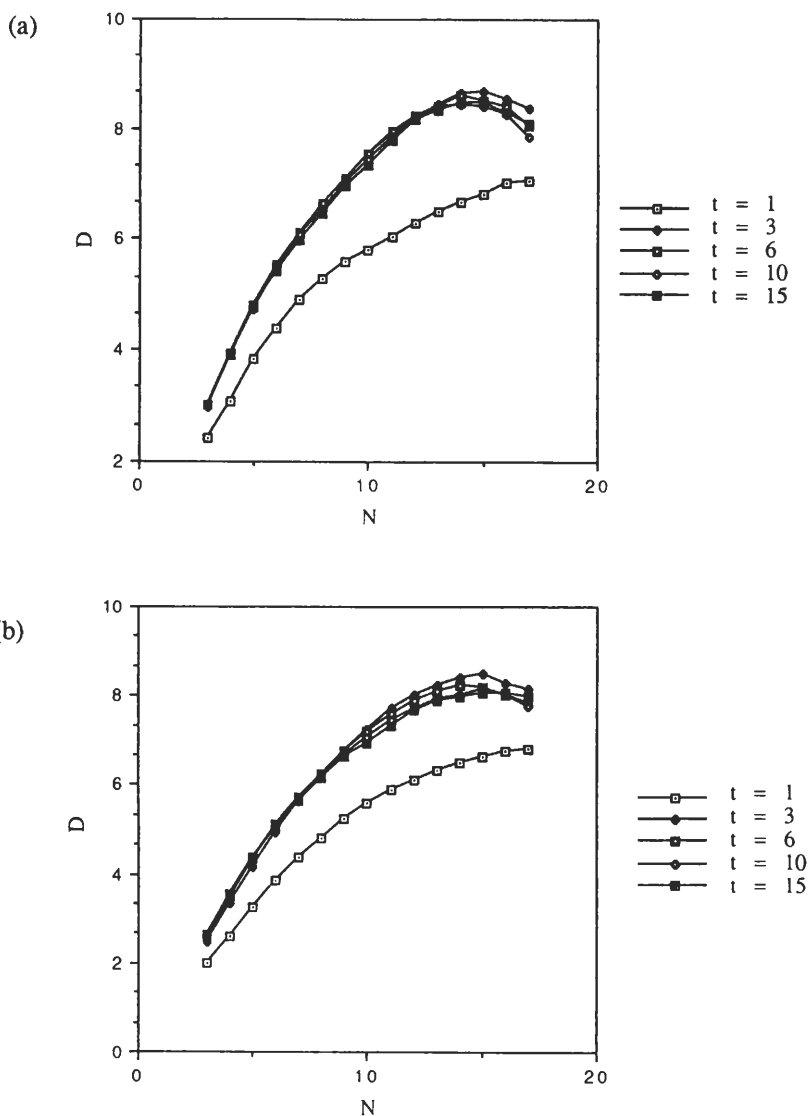 (a)
10
8
6
4
2
D
0
10
20
N
t = 1
t = 3
t = 6
t = 10
t = 15
(b)
10
8
6
4
2
0
D
0
10
20
N
t = 1
t = 3
t = 6
t = 10
t = 15